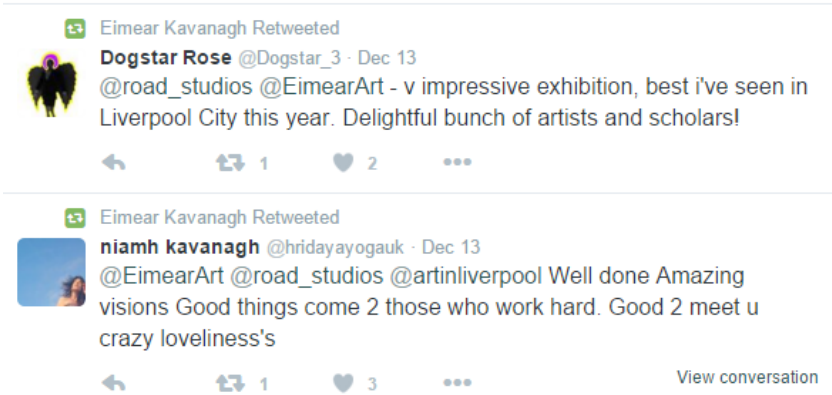 Eimear Kavanagh Retweeted
Dogstar Rose @Dogstar_3 · Dec 13
@road_studios @EimearArt - v impressive exhibition, best i've seen in
Liverpool City this year. Delightful bunch of artists and scholars!
1 2
Eimear Kavanagh Retweeted
niamh kavanagh @hridayayogauk · Dec 13
@EimearArt @road_studios @artinliverpool Well done Amazing
visions Good things come 2 those who work hard. Good 2 meet u
crazy loveliness's
1 3 View conversation